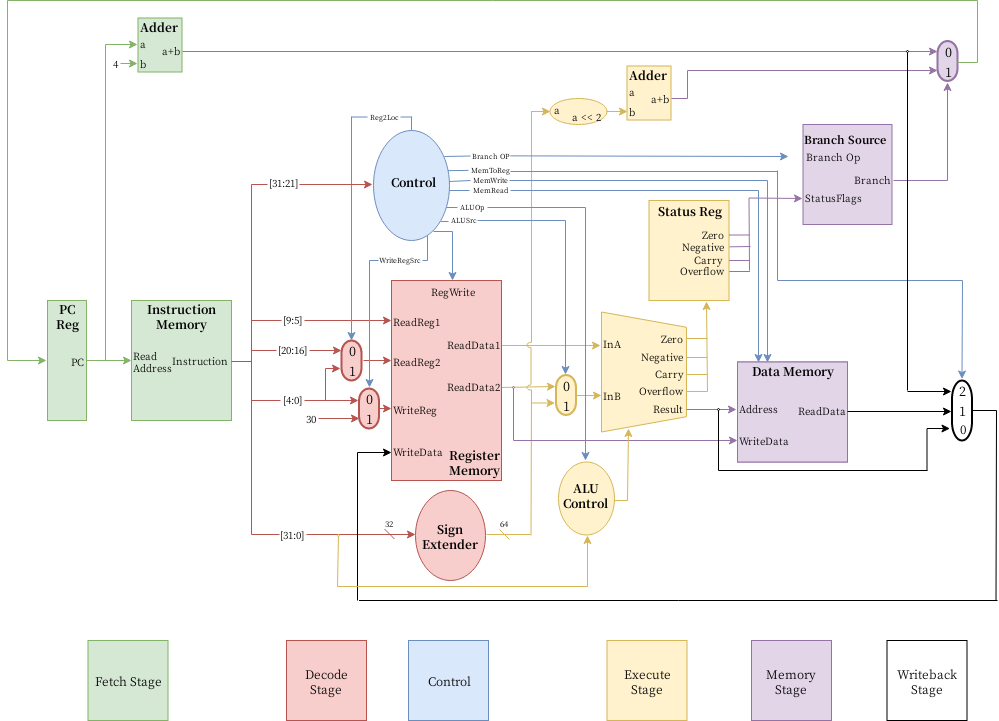 Adder
a
a+b
4
b
0
1
Adder
a
a+b
b
a
a << 2
Reg2Loc
Control
Branch OP
MemToReg
MemWrite
MemRead
ALUOp
ALUSrc
WriteRegSrc
Branch Source
Branch Op
Branch
StatusFlags
[31:21]
Status Reg
Zero
Negative
Carry
Overflow
PC
Reg
PC
Instruction
Memory
Read
Address
Instruction
[9:5]
[20:16]
[4:0]
30
0
1
0
1
RegWrite
ReadReg1
ReadData1
ReadReg2
ReadData2
WriteReg
WriteData
Register
Memory
0
1
InA
InB
Zero
Negative
Carry
Overflow
Result
Data Memory
Address
ReadData
WriteData
2
1
0
ALU
Control
[31:0]
32
Sign
Extender
64
Fetch Stage
Decode
Stage
Control
Execute
Stage
Memory
Stage
Writeback
Stage